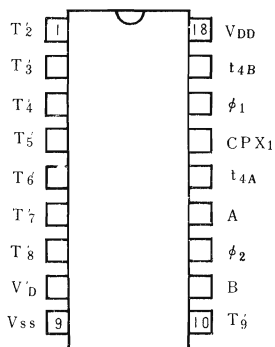 T'2 1 18 VDD
T'3 t4B
T'4 ϕ1
T'5 CPX1
T'6 t4A
T'7 A
T'8 ϕ2
V'D B
Vss 9 10 T'9